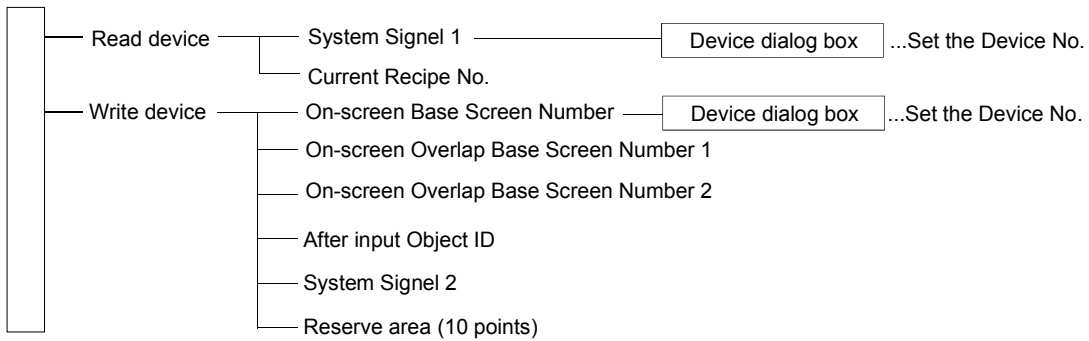 Read device System Signel 1 Device dialog box ...Set the Device No.
Current Recipe No.
Write device On-screen Base Screen Number Device dialog box ...Set the Device No.
On-screen Overlap Base Screen Number 1
On-screen Overlap Base Screen Number 2
After input Object ID
System Signel 2
Reserve area (10 points)